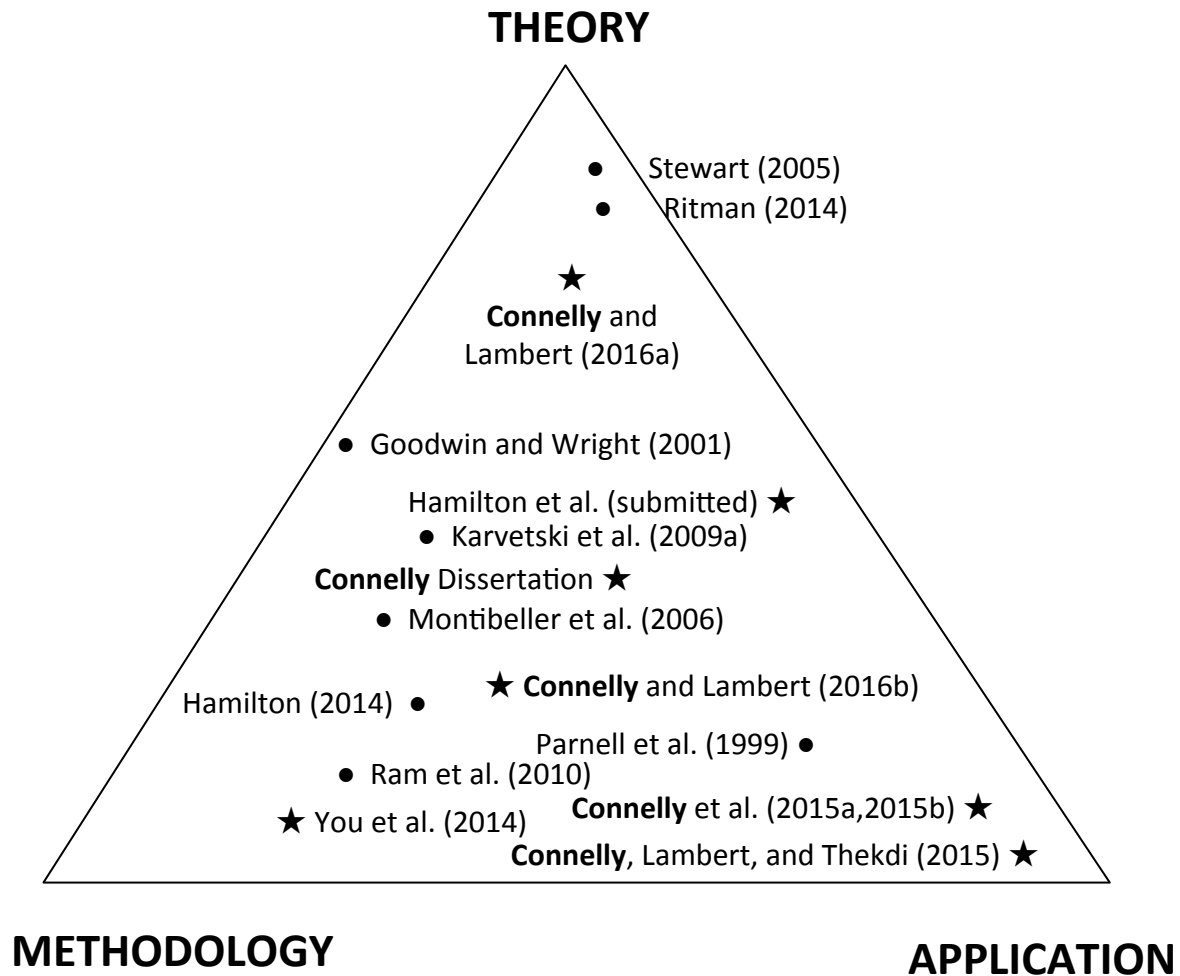 THEORY
Stewart (2005)
Ritman (2014)
Connelly and
Lambert (2016a)
Goodwin and Wright (2001)
Hamilton et al. (submitted)
Karvetski et al. (2009a)
Connelly Dissertation
Montibeller et al. (2006)
Connelly and Lambert (2016b)
Hamilton (2014)
Parnell et al. (1999)
Ram et al. (2010)
Connelly et al. (2015a,2015b)
You et al. (2014)
Connelly, Lambert, and Thekdi (2015)
METHODOLOGY
APPLICATION